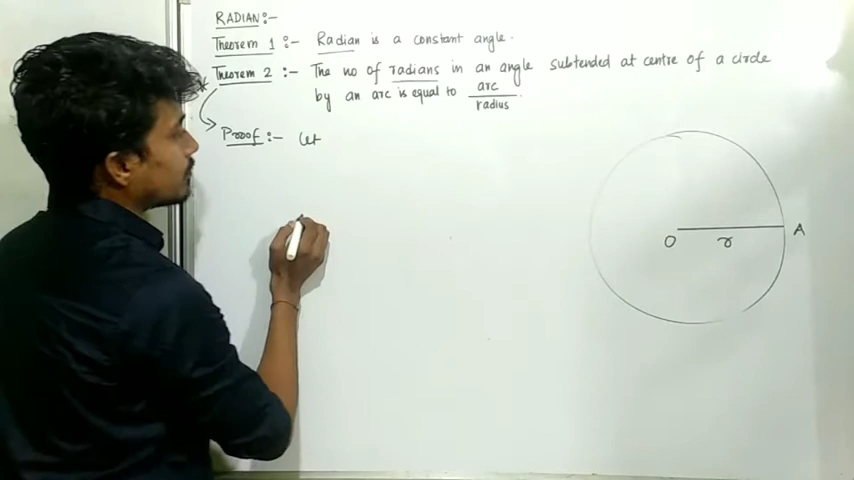 RADIAN:-
Theorem 1 :- Radian is a constant angle.
* Theorem 2 :- The no of radians in an angle subtended at centre of a circle
by an arc is equal to arc/radius.
Proof:- Let
O r A